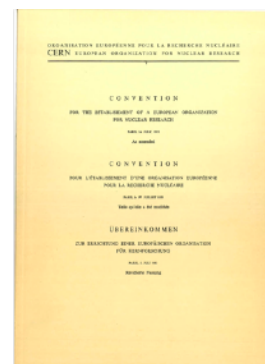 ORGANISATION EUROPÉENNE POUR LA RECHERCHE NUCLÉAIRE
CERN EUROPEAN ORGANIZATION FOR NUCLEAR RESEARCH
CONVENTION
FOR THE ESTABLISHMENT OF A EUROPEAN ORGANIZATION
FOR NUCLEAR RESEARCH
As amended
CONVENTION
POUR L'ÉTABLISSEMENT D'UNE ORGANISATION EUROPÉENNE
POUR LA RECHERCHE NUCLÉAIRE
ÜBEREINKOMMEN
ZUR ERRICHTUNG EINER EUROPÄISCHEN ORGANISATION
FÜR KERNFORSCHUNG